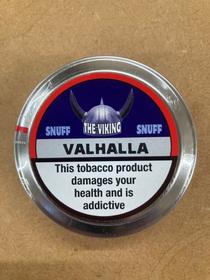 THE VIKING
SNUFF SNUFF
VALHALLA
This tobacco product
damages your
health and is
addictive